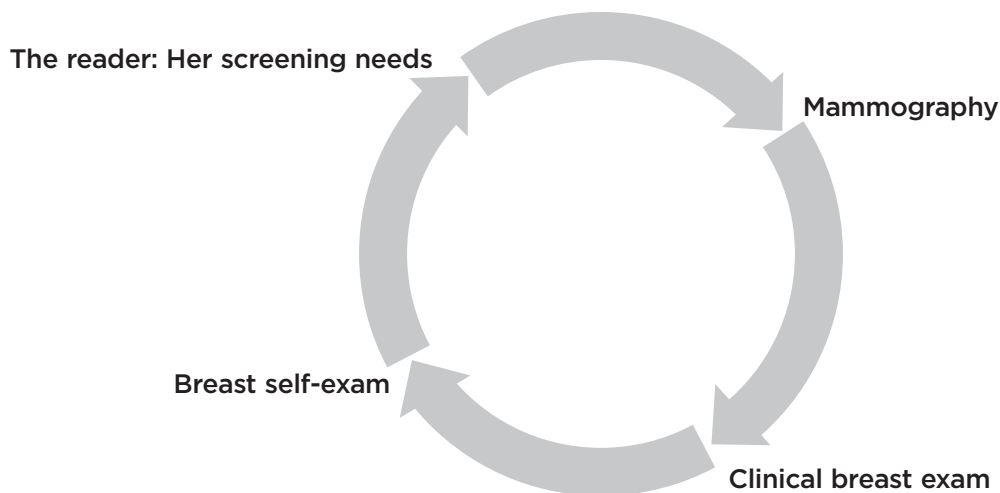 The reader: Her screening needs
Mammography
Breast self-exam
Clinical breast exam